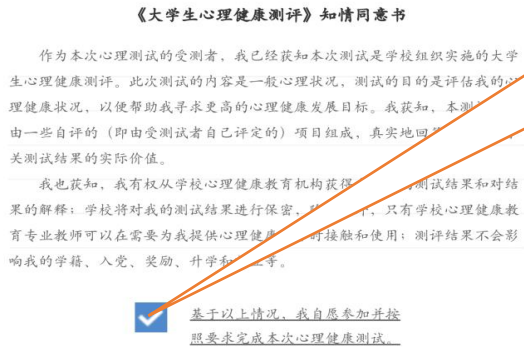 《大学生心理健康测评》知情同意书
作为本次心理测试的受测者，我已经获知本次测试是学校组织实施的大学
生心理健康测评。此次测试的内容是一般心理状况，测试的目的是评估我的心
理健康状况，以便帮助我寻求更高的心理健康发展目标。我获知，本测
由一些自评的（即由受测试者自己评定的）项目组成，真实地回
关测试结果的实际价值。
我也获知，我有权从学校心理健康教育机构获得 测试结果和对结
果的解释；学校将对我的测试结果进行保密， ，只有学校心理健康教
育专业教师可以在需要为我提供心理健康 时接触和使用；测评结果不会影
响我的学籍、入党、奖励、升学和 等。
基于以上情况，我自愿参加并按
照要求完成本次心理健康测试。